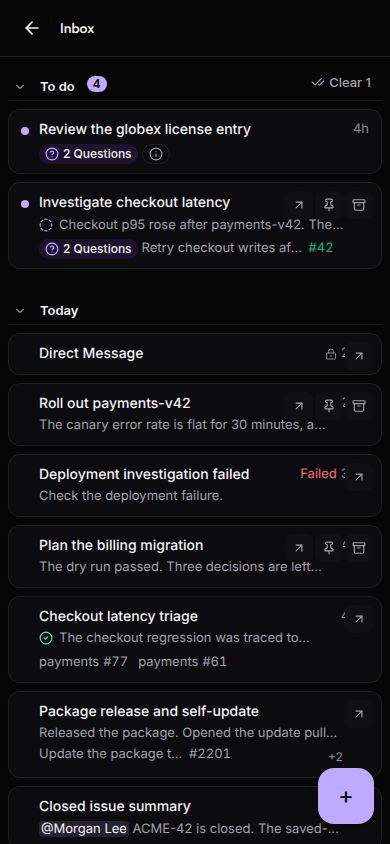 Inbox
To do 4 Clear 1
Review the globex license entry 4h
2 Questions
Investigate checkout latency
Checkout p95 rose after payments-v42. The...
2 Questions Retry checkout writes af... #42
Today
Direct Message
Roll out payments-v42
The canary error rate is flat for 30 minutes, a...
Deployment investigation failed Failed
Check the deployment failure.
Plan the billing migration
The dry run passed. Three decisions are left...
Checkout latency triage
The checkout regression was traced to...
payments #77 payments #61
Package release and self-update
Released the package. Opened the update pull...
Update the package t... #2201
+2
Closed issue summary
@Morgan Lee ACME-42 is closed. The saved-...